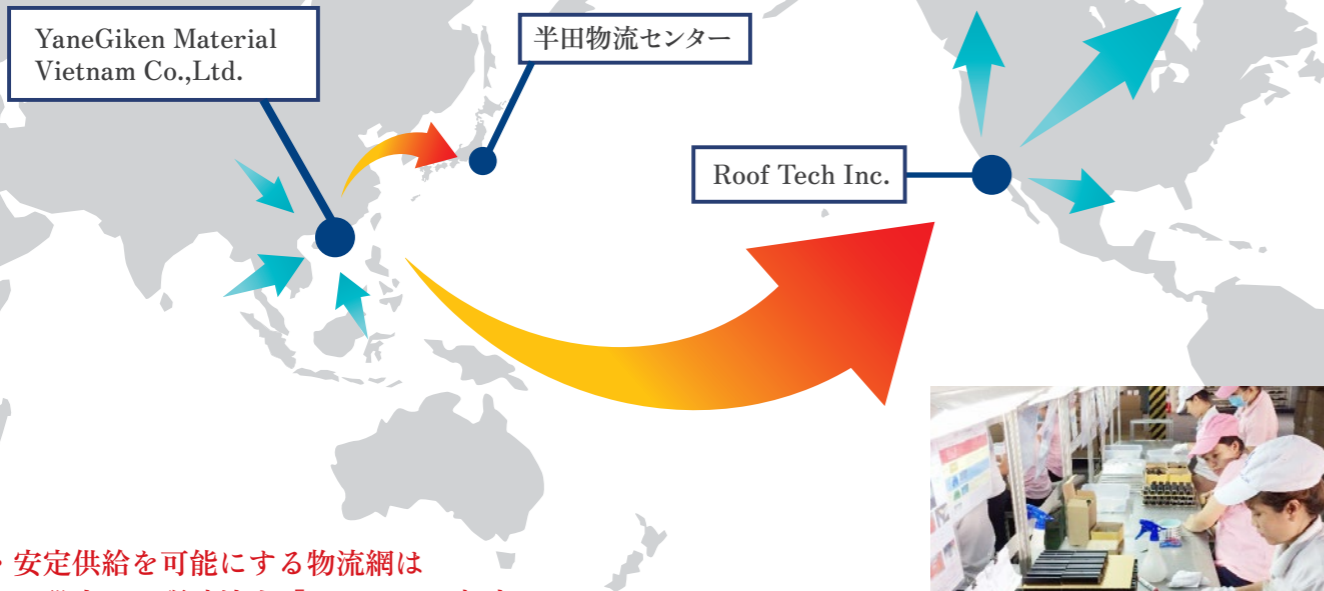 YaneGiken Material
Vietnam Co.,Ltd.
半田物流センター
Roof Tech Inc.
安定供給を可能にする物流網は